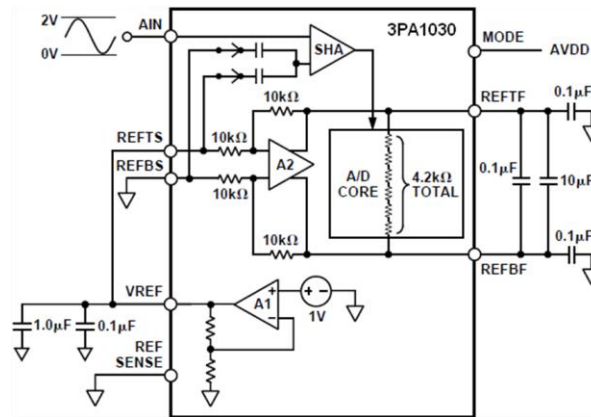 2V
0V
AIN
SHA
3PA1030
MODE
AVDD
10kΩ
REFTF
0.1µF
REFTS
10kΩ
REFBS
10kΩ
A2
A/D
CORE
4.2kΩ
TOTAL
0.1µF
10µF
10kΩ
0.1µF
REFBF
VREF
A1
+
−
+ −
1V
1.0µF
0.1µF
REF
SENSE